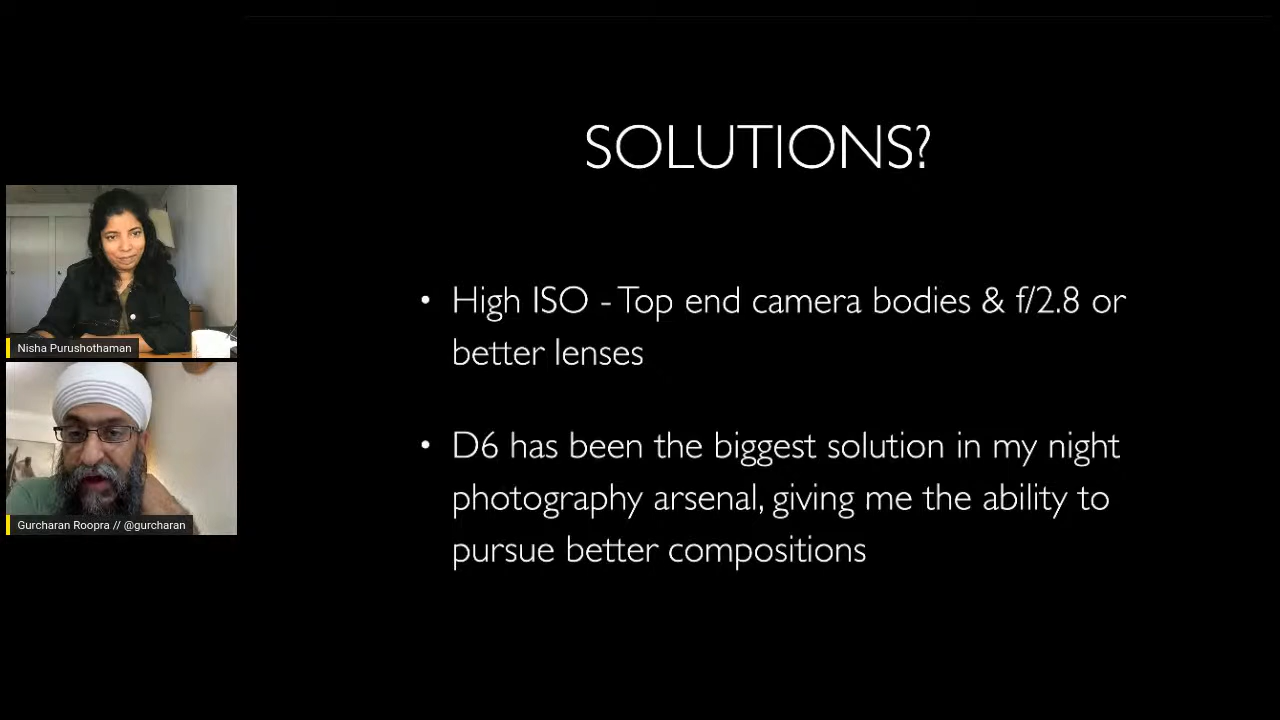 SOLUTIONS?
• High ISO - Top end camera bodies & f/2.8 or
better lenses
• D6 has been the biggest solution in my night
photography arsenal, giving me the ability to
pursue better compositions
Nisha Purushothaman
Gurcharan Roopra // @gurcharan